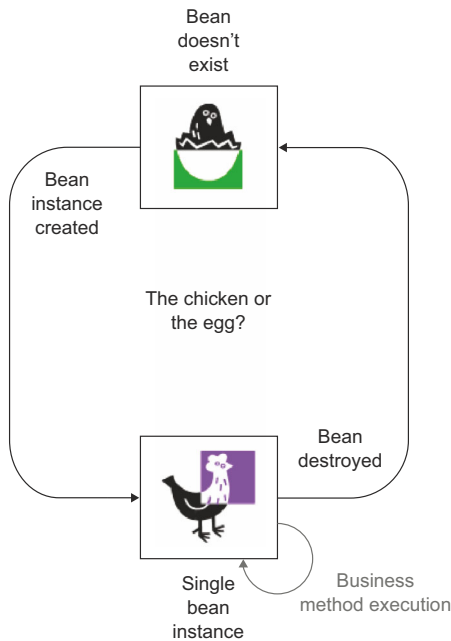 Bean
doesn't
exist
Bean
instance
created
The chicken or
the egg?
Bean
destroyed
Single
bean
instance
Business
method execution